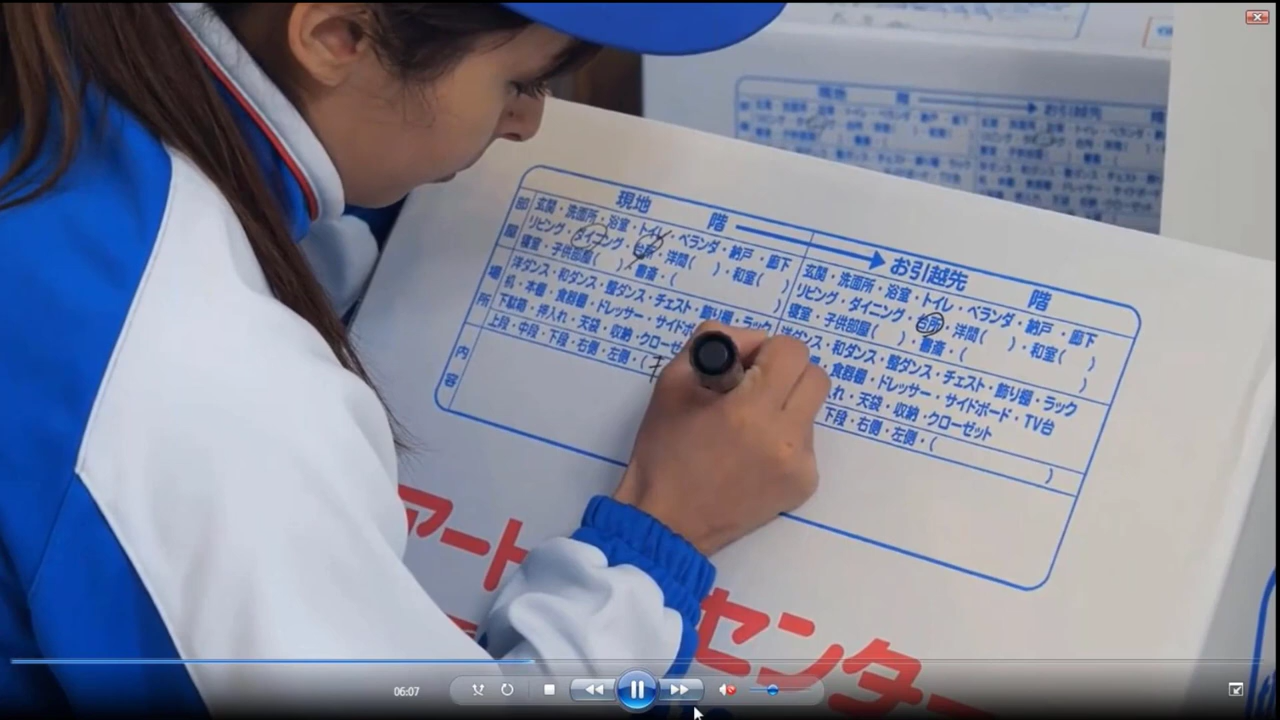 現地　階
お引越先　階
部屋
玄関・洗面所・浴室・トイレ・ベランダ・納戸・廊下
リビング・ダイニング・台所・洋間(　)・和室(　)
寝室・子供部屋(　)・書斎・(　)
場所
洋ダンス・和ダンス・整ダンス・チェスト・飾り棚・ラック
机・本棚・食器棚・ドレッサー・サイドボ
下駄箱・押入れ・天袋・収納・クローゼ
上段・中段・下段・右側・左側・(
内容
玄関・洗面所・浴室・トイレ・ベランダ・納戸・廊下
リビング・ダイニング・台所・洋間(　)・和室(　)
寝室・子供部屋(　)・書斎・(　)
洋ダンス・和ダンス・整ダンス・チェスト・飾り棚・ラック
棚・食器棚・ドレッサー・サイドボード・TV台
入れ・天袋・収納・クローゼット
下段・右側・左側・(　)
アート
センター
06:07